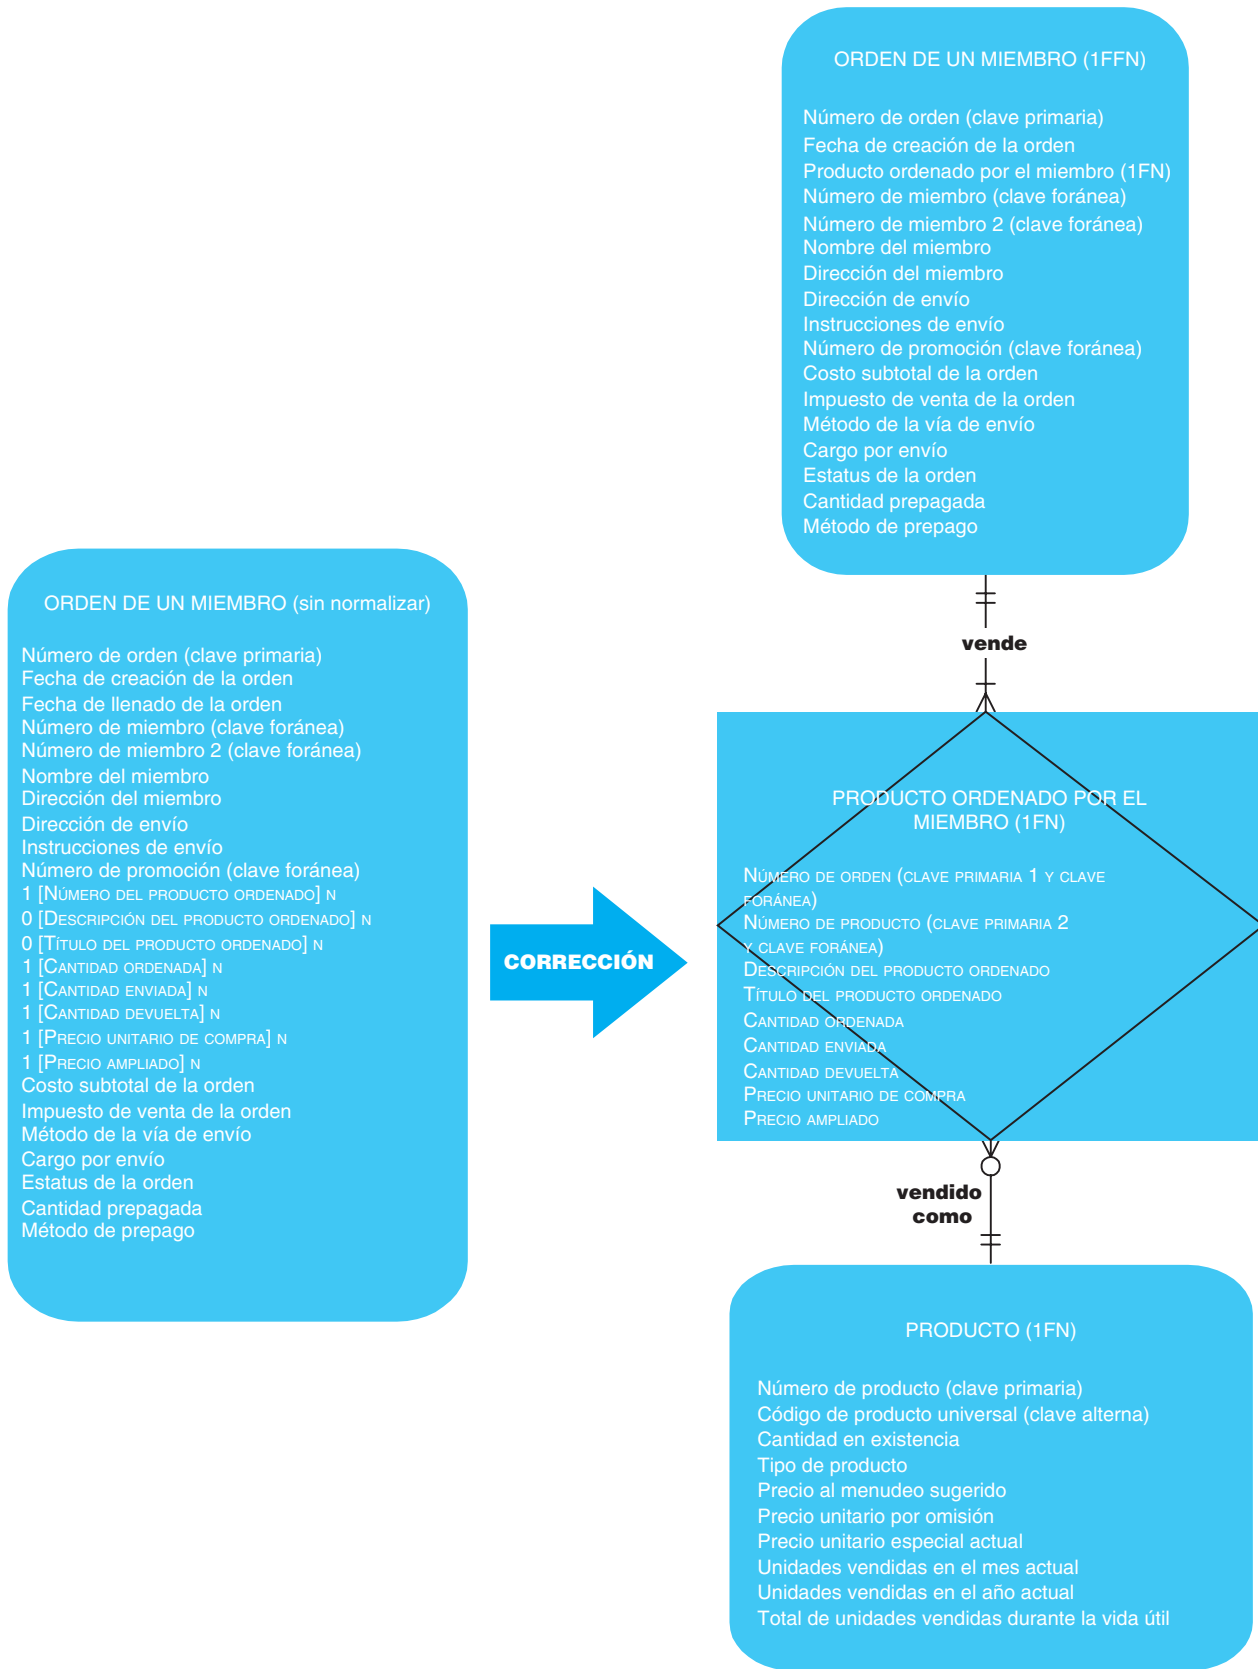 ORDEN DE UN MIEMBRO (sin normalizar)
Número de orden (clave primaria)
Fecha de creación de la orden
Fecha de llenado de la orden
Número de miembro (clave foránea)
Número de miembro 2 (clave foránea)
Nombre del miembro
Dirección del miembro
Dirección de envío
Instrucciones de envío
Número de promoción (clave foránea)
1 [Número del producto ordenado] n
0 [Descripción del producto ordenado] n
0 [Título del producto ordenado] n
1 [Cantidad ordenada] n
1 [Cantidad enviada] n
1 [Cantidad devuelta] n
1 [Precio unitario de compra] n
1 [Precio ampliado] n
Costo subtotal de la orden
Impuesto de venta de la orden
Método de la vía de envío
Cargo por envío
Estatus de la orden
Cantidad prepagada
Método de prepago
CORRECCIÓN
ORDEN DE UN MIEMBRO (1FFN)
Número de orden (clave primaria)
Fecha de creación de la orden
Producto ordenado por el miembro (1FN)
Número de miembro (clave foránea)
Número de miembro 2 (clave foránea)
Nombre del miembro
Dirección del miembro
Dirección de envío
Instrucciones de envío
Número de promoción (clave foránea)
Costo subtotal de la orden
Impuesto de venta de la orden
Método de la vía de envío
Cargo por envío
Estatus de la orden
Cantidad prepagada
Método de prepago
vende
PRODUCTO ORDENADO POR EL
MIEMBRO (1FN)
Número de orden (clave primaria 1 y clave
foránea)
Número de producto (clave primaria 2
y clave foránea)
Descripción del producto ordenado
Título del producto ordenado
Cantidad ordenada
Cantidad enviada
Cantidad devuelta
Precio unitario de compra
Precio ampliado
vendido
como
PRODUCTO (1FN)
Número de producto (clave primaria)
Código de producto universal (clave alterna)
Cantidad en existencia
Tipo de producto
Precio al menudeo sugerido
Precio unitario por omisión
Precio unitario especial actual
Unidades vendidas en el mes actual
Unidades vendidas en el año actual
Total de unidades vendidas durante la vida útil